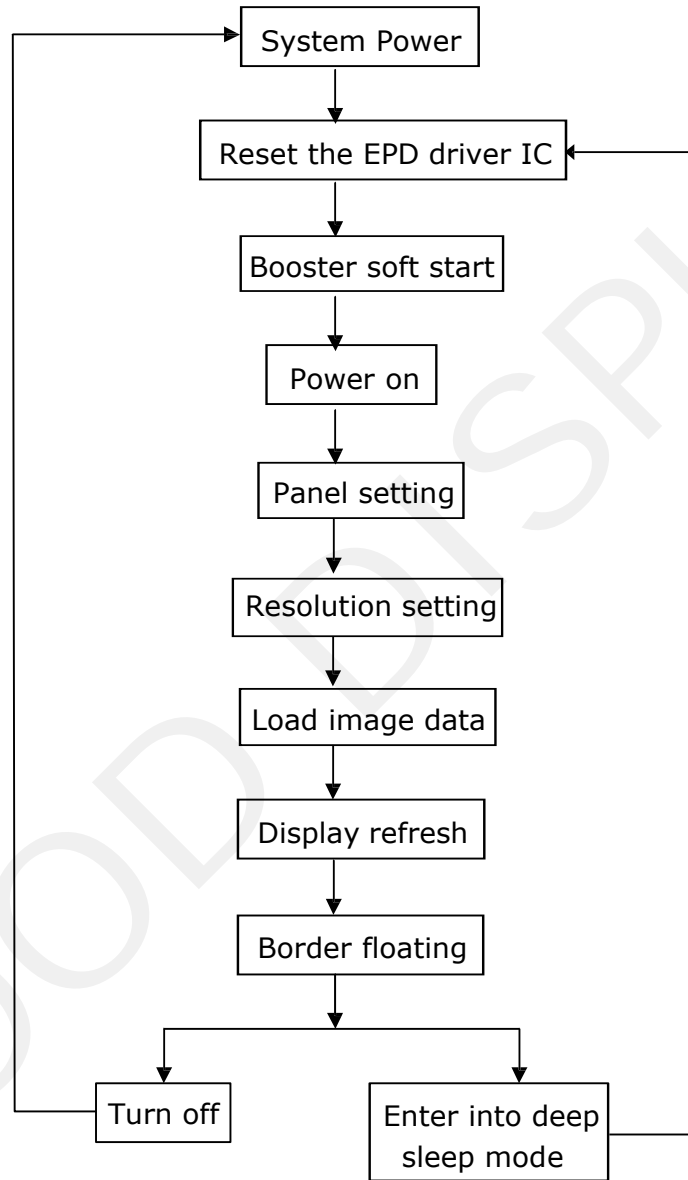 System Power
Reset the EPD driver IC
Booster soft start
Power on
Panel setting
Resolution setting
Load image data
Display refresh
Border floating
Turn off
Enter into deep
sleep mode